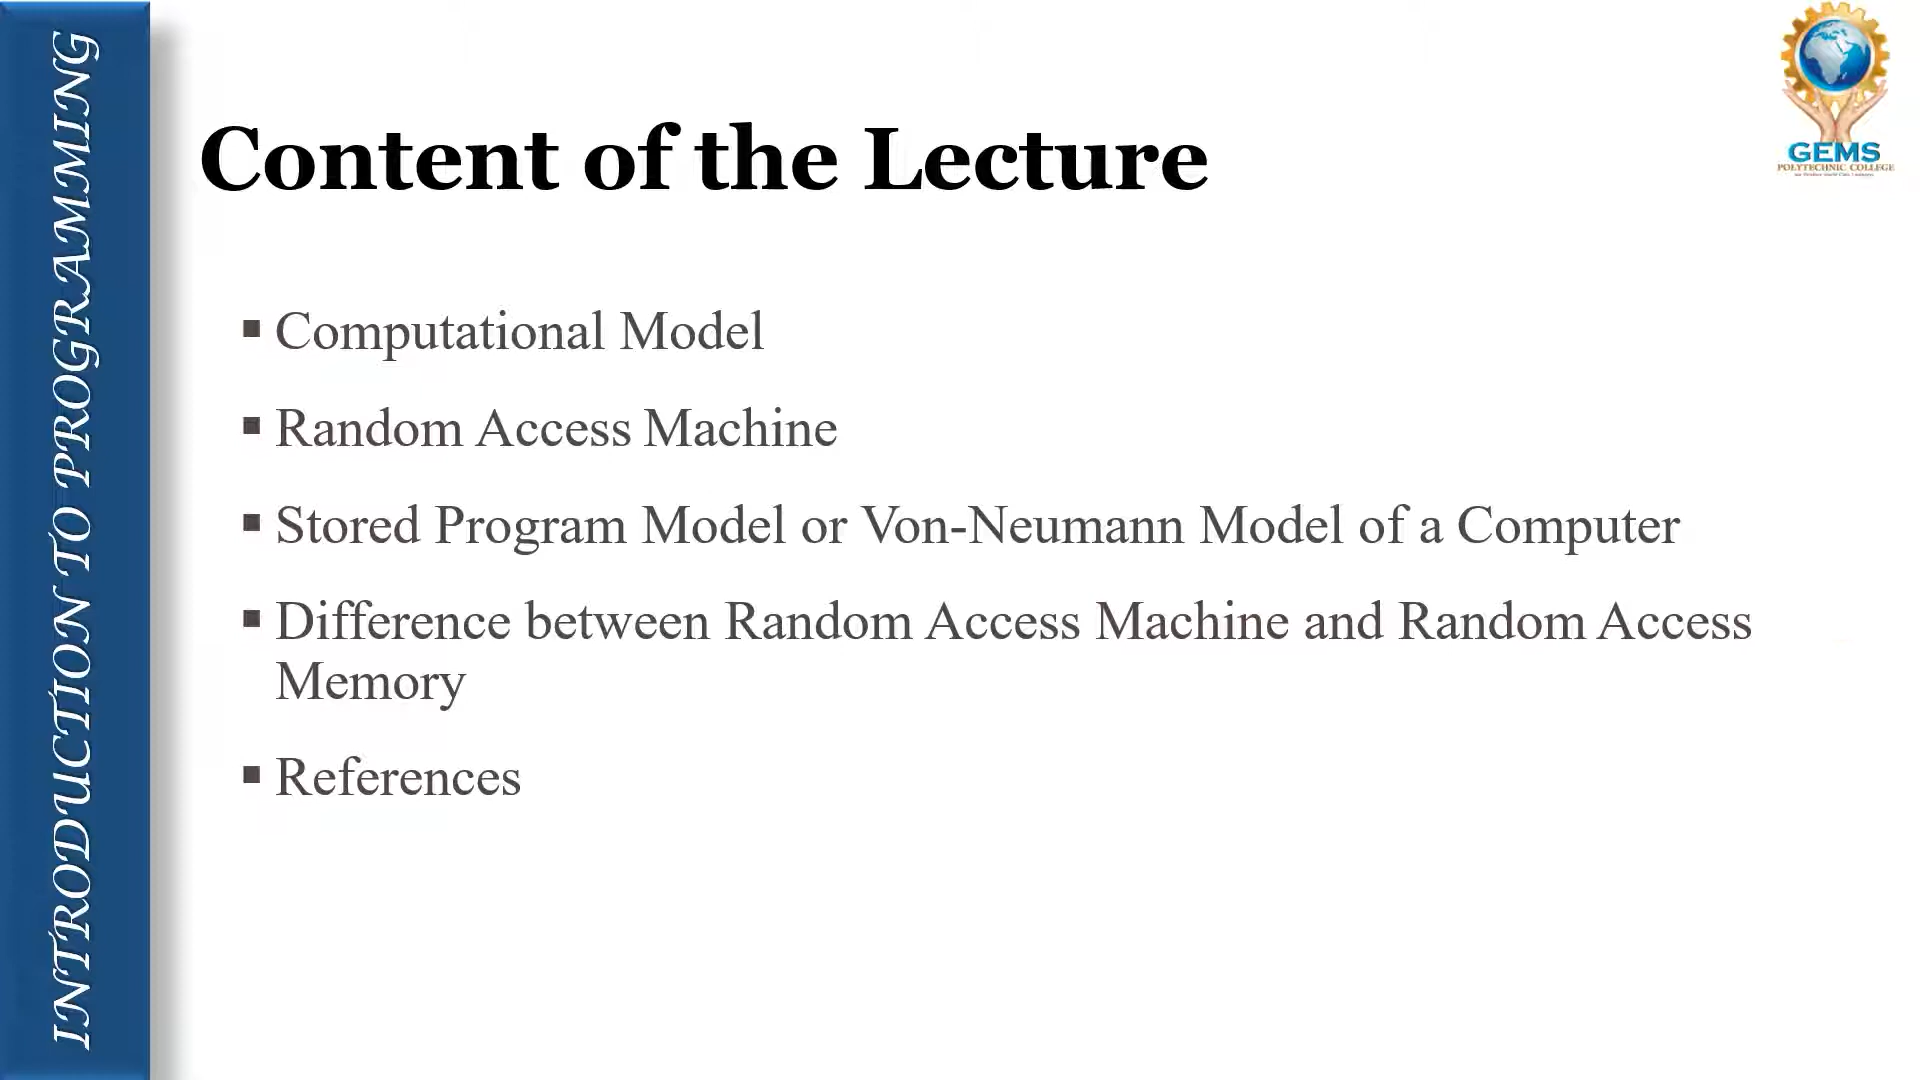 INTRODUCTION TO PROGRAMMING
Content of the Lecture
GEMS
POLYTECHNIC COLLEGE
▪ Computational Model
▪ Random Access Machine
▪ Stored Program Model or Von-Neumann Model of a Computer
▪ Difference between Random Access Machine and Random Access
Memory
▪ References